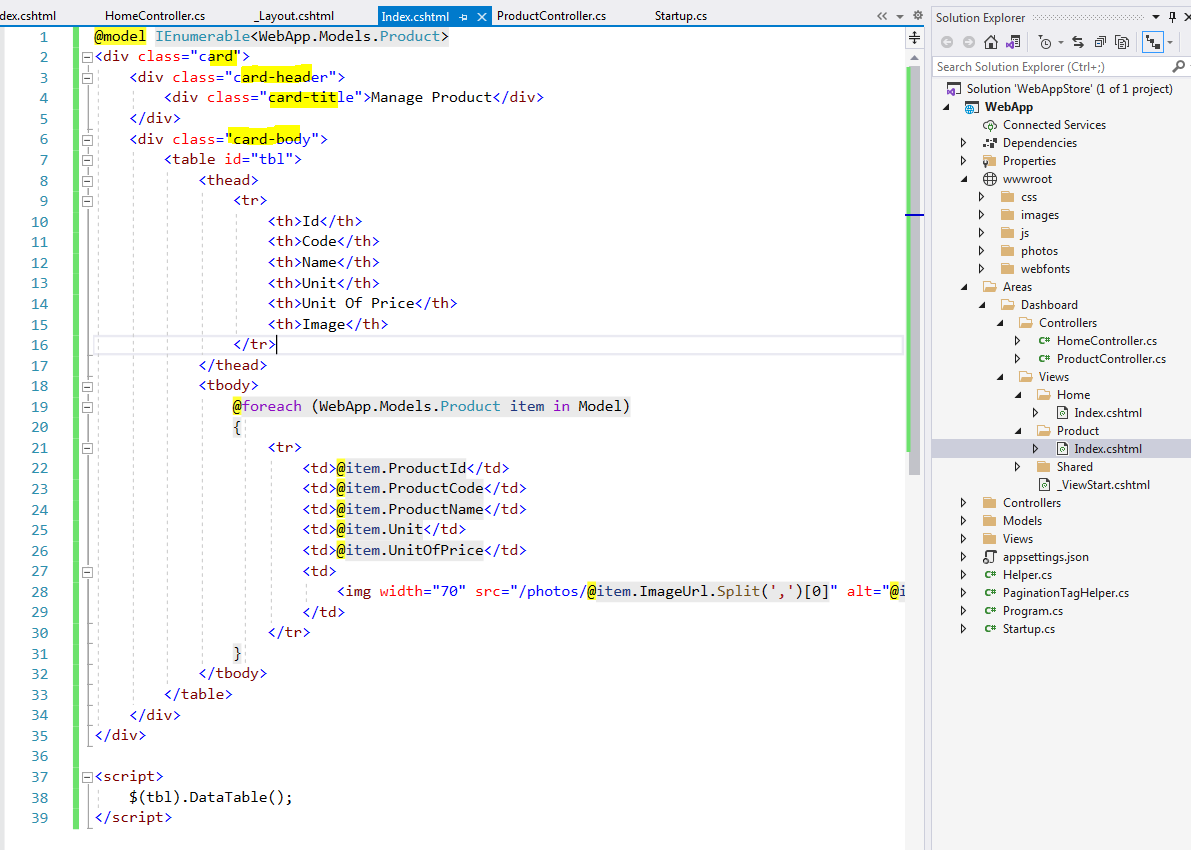 dex.cshtml HomeController.cs _Layout.cshtml Index.cshtml ProductController.cs Startup.cs
1 @model IEnumerable<WebApp.Models.Product>
2 <div class="card">
3 <div class="card-header">
4 <div class="card-title">Manage Product</div>
5 </div>
6 <div class="card-body">
7 <table id="tbl">
8 <thead>
9 <tr>
10 <th>Id</th>
11 <th>Code</th>
12 <th>Name</th>
13 <th>Unit</th>
14 <th>Unit Of Price</th>
15 <th>Image</th>
16 </tr>
17 </thead>
18 <tbody>
19 @foreach (WebApp.Models.Product item in Model)
20 {
21 <tr>
22 <td>@item.ProductId</td>
23 <td>@item.ProductCode</td>
24 <td>@item.ProductName</td>
25 <td>@item.Unit</td>
26 <td>@item.UnitOfPrice</td>
27 <td>
28 <img width="70" src="/photos/@item.ImageUrl.Split(',')[0]" alt="@i
29 </td>
30 </tr>
31 }
32 </tbody>
33 </table>
34 </div>
35 </div>
36
37 <script>
38 $(tbl).DataTable();
39 </script>
Solution Explorer
Search Solution Explorer (Ctrl+;)
Solution 'WebAppStore' (1 of 1 project)
WebApp
Connected Services
Dependencies
Properties
wwwroot
css
images
js
photos
webfonts
Areas
Dashboard
Controllers
C# HomeController.cs
C# ProductController.cs
Views
Home
Index.cshtml
Product
Index.cshtml
Shared
_ViewStart.cshtml
Controllers
Models
Views
appsettings.json
C# Helper.cs
C# PaginationTagHelper.cs
C# Program.cs
C# Startup.cs